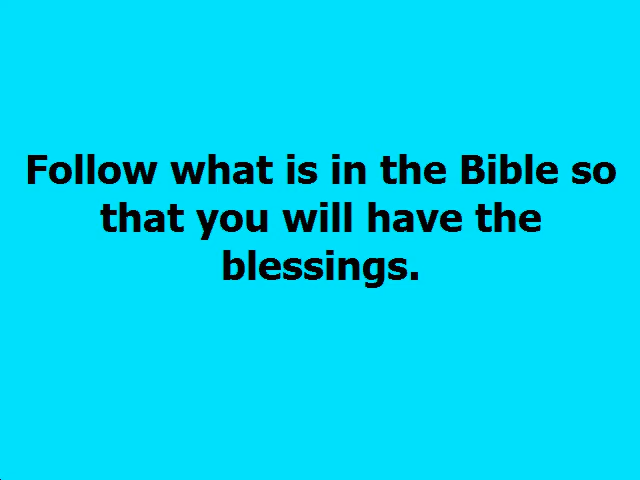 Follow what is in the Bible so
that you will have the
blessings.